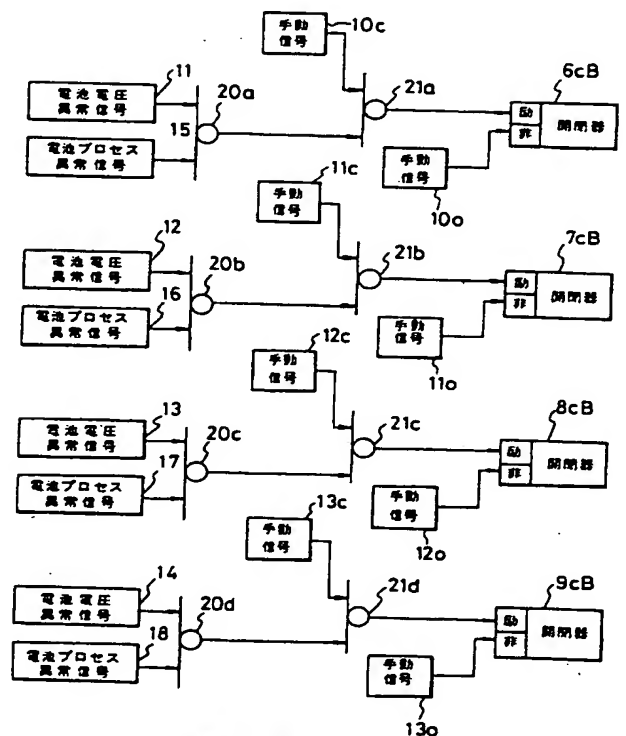 手動
信号
10c
6cB
電池電圧
異常信号
11
20a
21a
励
非
開閉器
電池プロセス
異常信号
15
手動
信号
10o
手動
信号
11c
7cB
電池電圧
異常信号
12
20b
21b
励
非
開閉器
電池プロセス
異常信号
16
手動
信号
11o
手動
信号
12c
8cB
電池電圧
異常信号
13
20c
21c
励
非
開閉器
電池プロセス
異常信号
17
手動
信号
12o
手動
信号
13c
9cB
電池電圧
異常信号
14
20d
21d
励
非
開閉器
電池プロセス
異常信号
18
手動
信号
13o